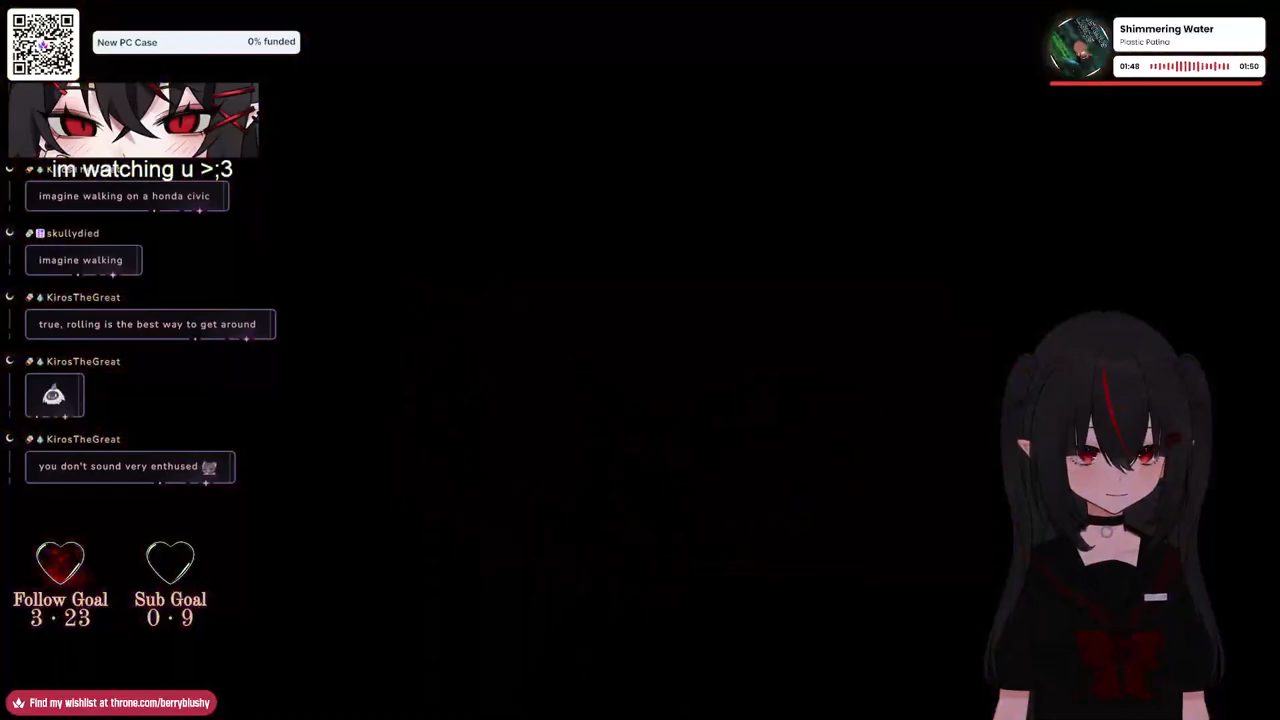 New PC Case 0% funded
Shimmering Water
Plastic Patina
01:48 01:50
im watching u >;3
imagine walking on a honda civic
skullydied
imagine walking
KirosTheGreat
true, rolling is the best way to get around
KirosTheGreat
KirosTheGreat
you don't sound very enthused
Follow Goal Sub Goal
3 · 23 0 · 9
Find my wishlist at throne.com/berryblushy